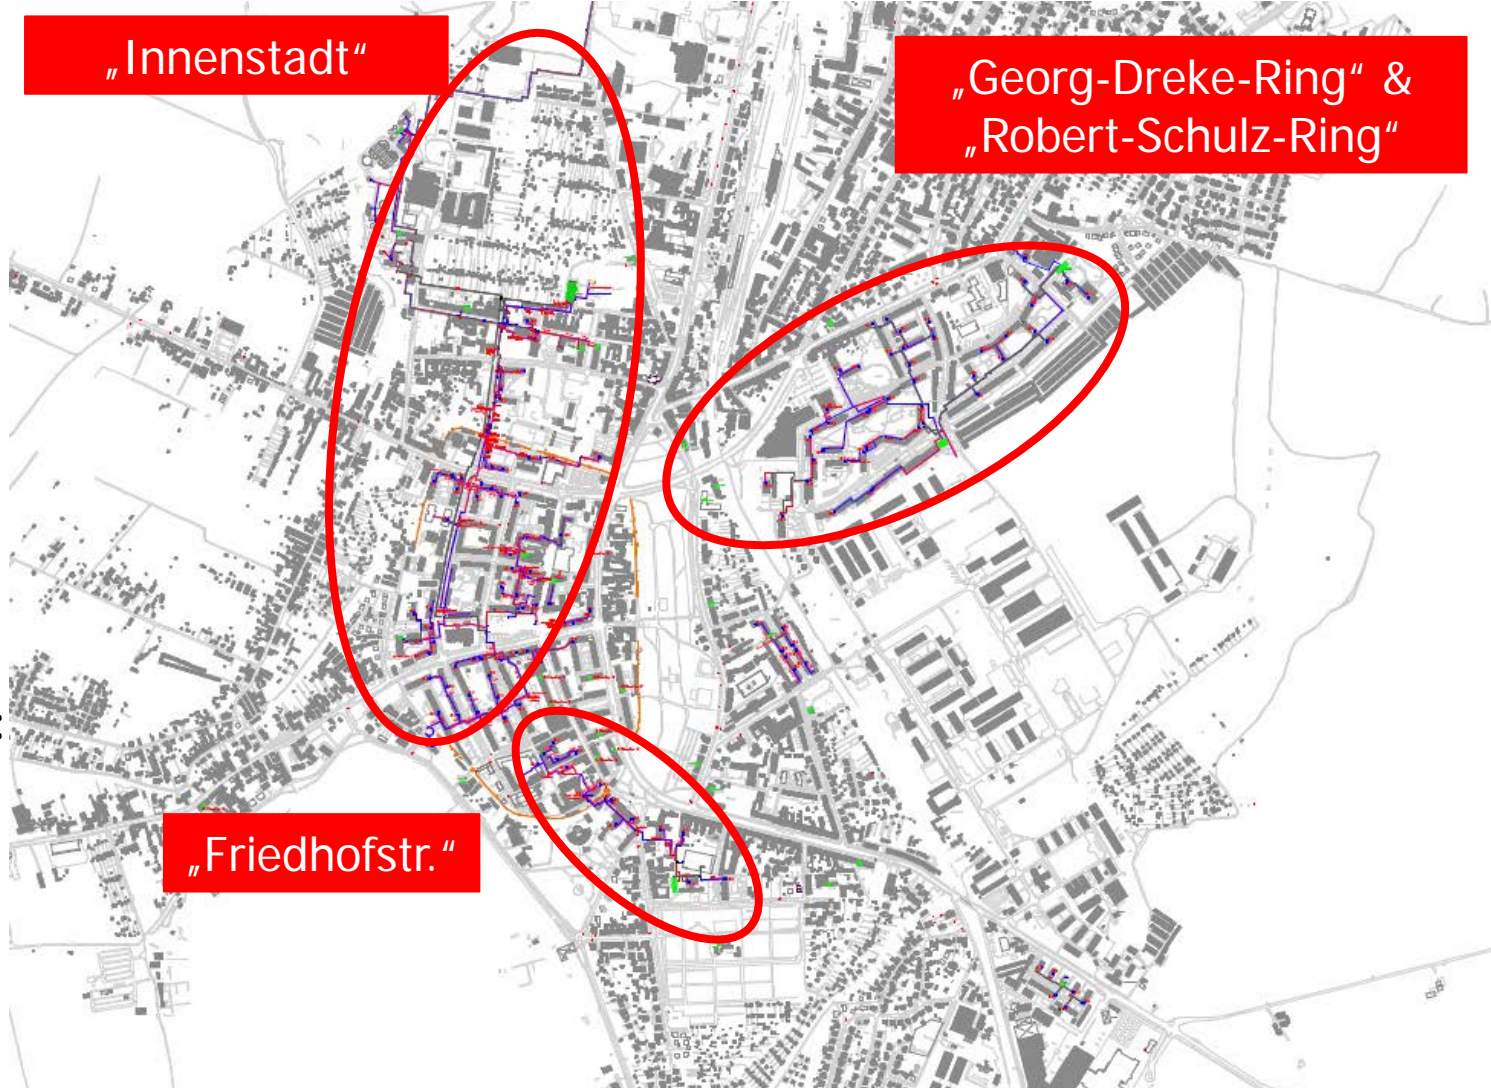 „Innenstadt“
„Georg-Dreke-Ring“ &
„Robert-Schulz-Ring“
„Friedhofstr.“